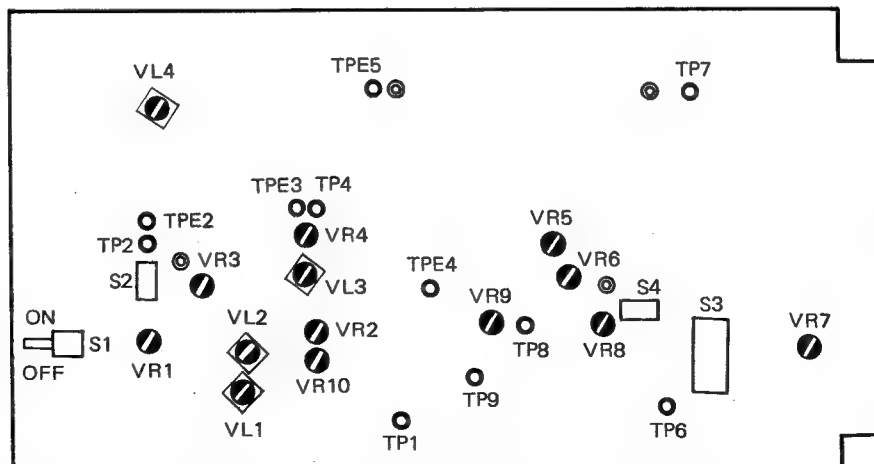 VL4
TPE5
TP7
TPE3 TP4
TPE2
TP2
VR4
VR5
S2
VR3
VL3
TPE4
VR6
S4
S3
ON
OFF
S1
VR1
VL2
VR2
VR10
VR9
TP8
VR8
VR7
VL1
TP9
TP1
TP6